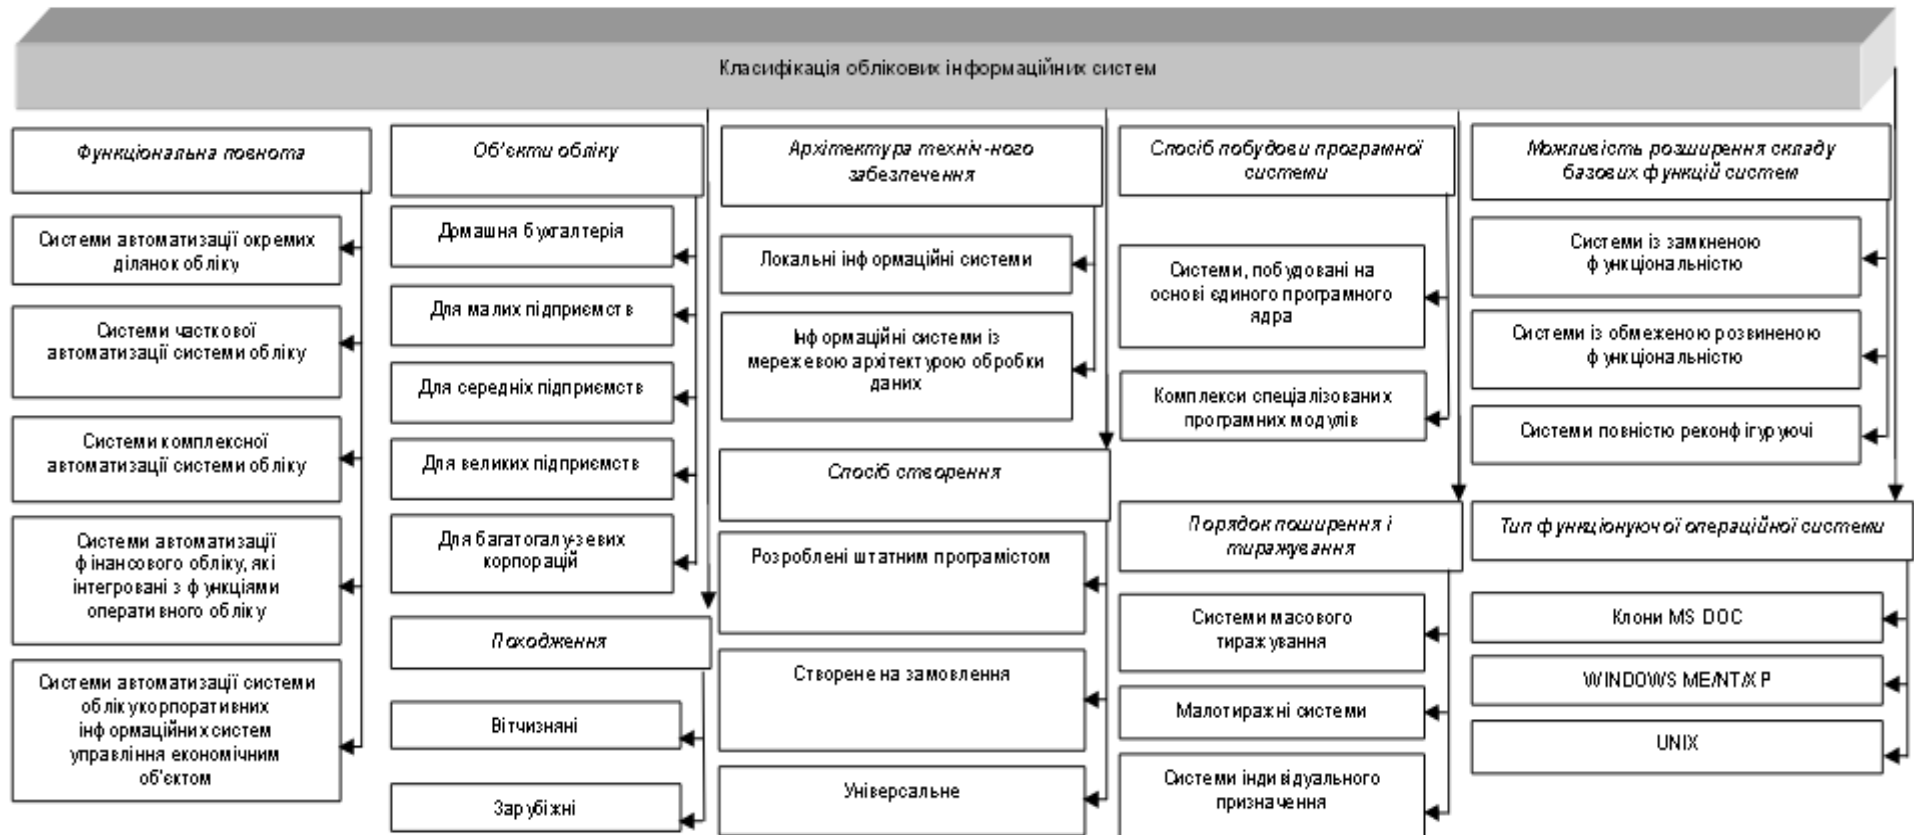 Класифікація облікових інформаційних систем
Функціональна повнота
Системи автоматизації окремих
ділянок обліку
Системи часткової
автоматизації системи обліку
Системи комплексної
автоматизації системи обліку
Системи автоматизації
фінансового обліку, які
інтегровані з функціями
оперативного обліку
Системи автоматизації системи
облікукорпоративних
інформаційних систем
управління економічним
об'єктом
Об'єкти обліку
Домашня бухгалтерія
Для малих підприємств
Для середніх підприємств
Для великих підприємств
Для багатогалу-зевих
корпорацій
Походження
Вітчизняні
Зарубіжні
Архітектура техніч-ного
забезпечення
Локальні інформаційні системи
Інформаційні системи із
мережевою архітектурою обробки
даних
Спосіб створення
Розроблені штатним програмістом
Створене на замовлення
Універсальне
Спосіб побудови програмної
системи
Системи, побудовані на
основі єдиного програмного
ядра
Комплекси спеціалізованих
програмних модулів
Порядок поширення і
тиражування
Системи масового
тиражування
Малотиражні системи
Системи індивідуального
призначення
Можливість розширення складу
базових функцій систем
Системи із замкненою
функціональністю
Системи із обмеженою розвиненою
функціональністю
Системи повністю реконфігуруючі
Тип функціонуючої операційної системи
Клони MS DOC
WINDOWS ME/NT/XP
UNIX